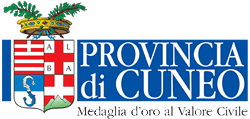 PROVINCIA
di CUNEO
Medaglia d'oro al Valore Civile
A L
B A